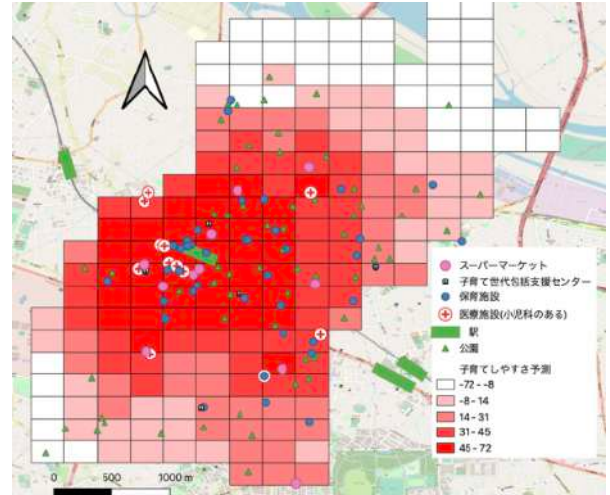 スーパーマーケット
子育て世代包括支援センター
保育施設
医療施設(小児科のある)
駅
公園
子育てしやすさ予測
-72 - -8
-8 - 14
14 - 31
31 - 45
45 - 72
0 500 1000 m